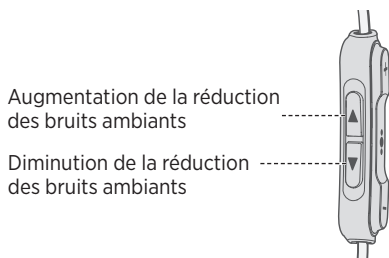 Augmentation de la réduction
des bruits ambiants
Diminution de la réduction
des bruits ambiants